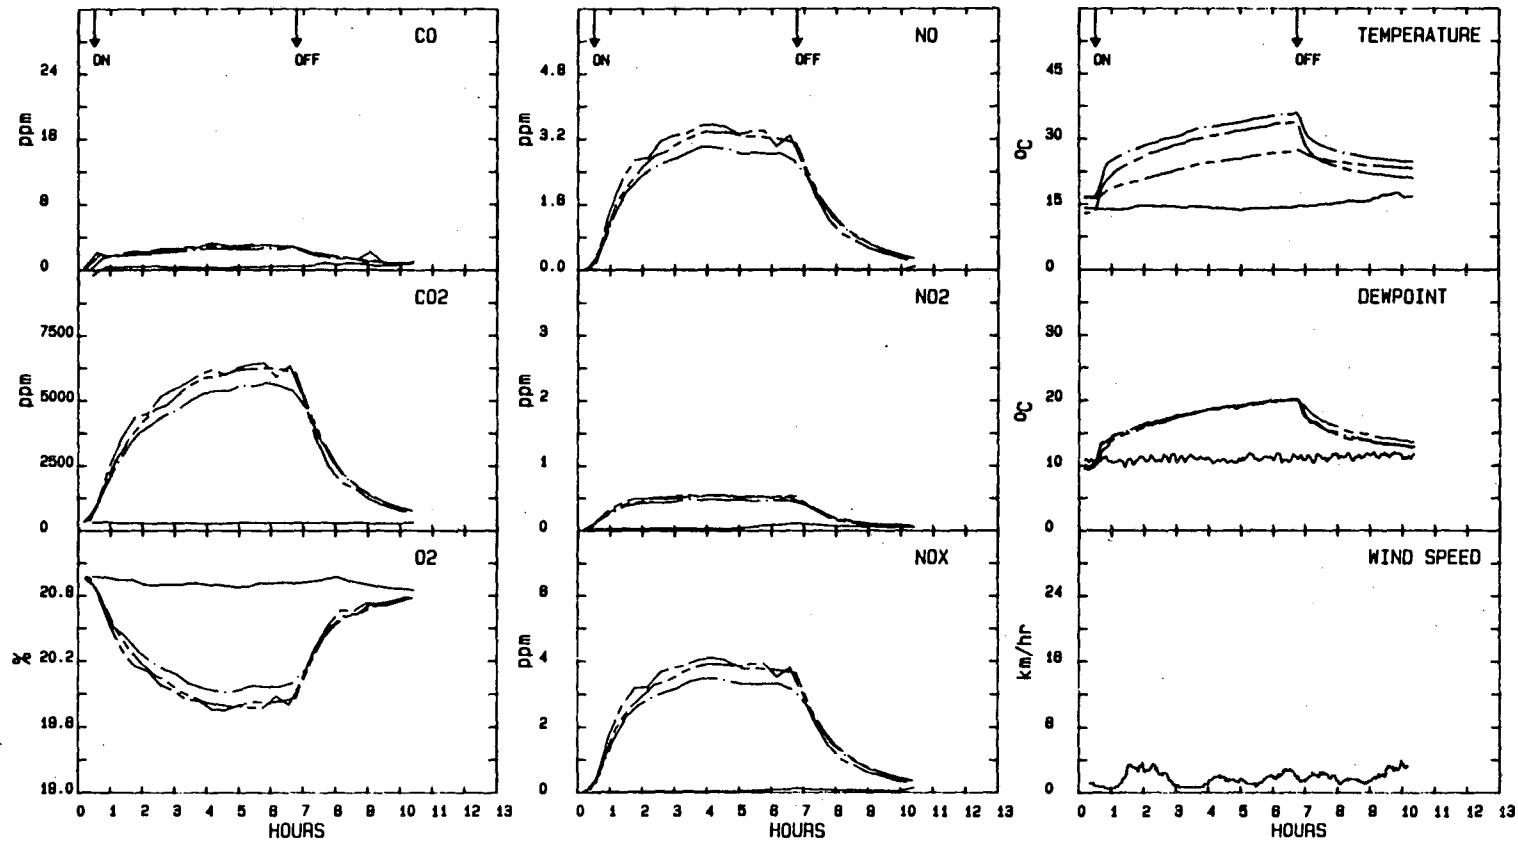 CO
ON
OFF
ppm
24
18
8
0
CO2
ppm
7500
5000
2500
0
O2
%
20.8
20.2
19.8
19.0
0 1 2 3 4 5 6 7 8 9 10 11 12 13
HOURS
NO
ON
OFF
ppm
4.8
3.2
1.6
0.0
NO2
ppm
3
2
1
0
NOX
ppm
6
4
2
0
0 1 2 3 4 5 6 7 8 9 10 11 12 13
HOURS
TEMPERATURE
ON
OFF
°C
45
30
15
0
DEWPOINT
°C
30
20
10
0
WIND SPEED
km/hr
24
16
8
0
0 1 2 3 4 5 6 7 8 9 10 11 12 13
HOURS